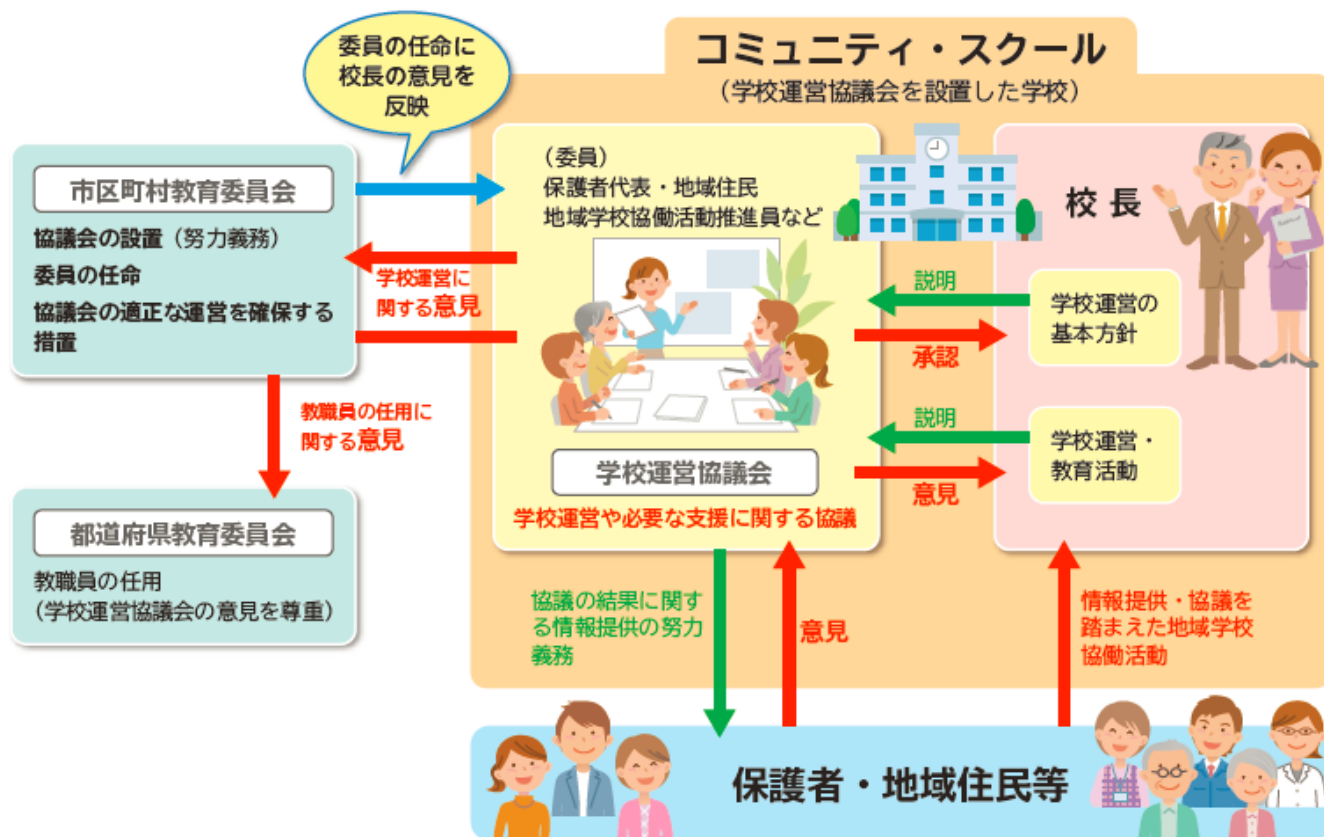 委員の任命に
校長の意見を
反映
コミュニティ・スクール
(学校運営協議会を設置した学校)
市区町村教育委員会
協議会の設置(努力義務)
委員の任命
協議会の適正な運営を確保する
措置
学校運営に
関する意見
教職員の任用に
関する意見
都道府県教育委員会
教職員の任用
(学校運営協議会の意見を尊重)
(委員)
保護者代表・地域住民
地域学校協働活動推進員など
学校運営協議会
学校運営や必要な支援に関する協議
校長
説明
学校運営の
基本方針
承認
説明
学校運営・
教育活動
意見
協議の結果に関す
る情報提供の努力
義務
意見
情報提供・協議を
踏まえた地域学校
協働活動
保護者・地域住民等